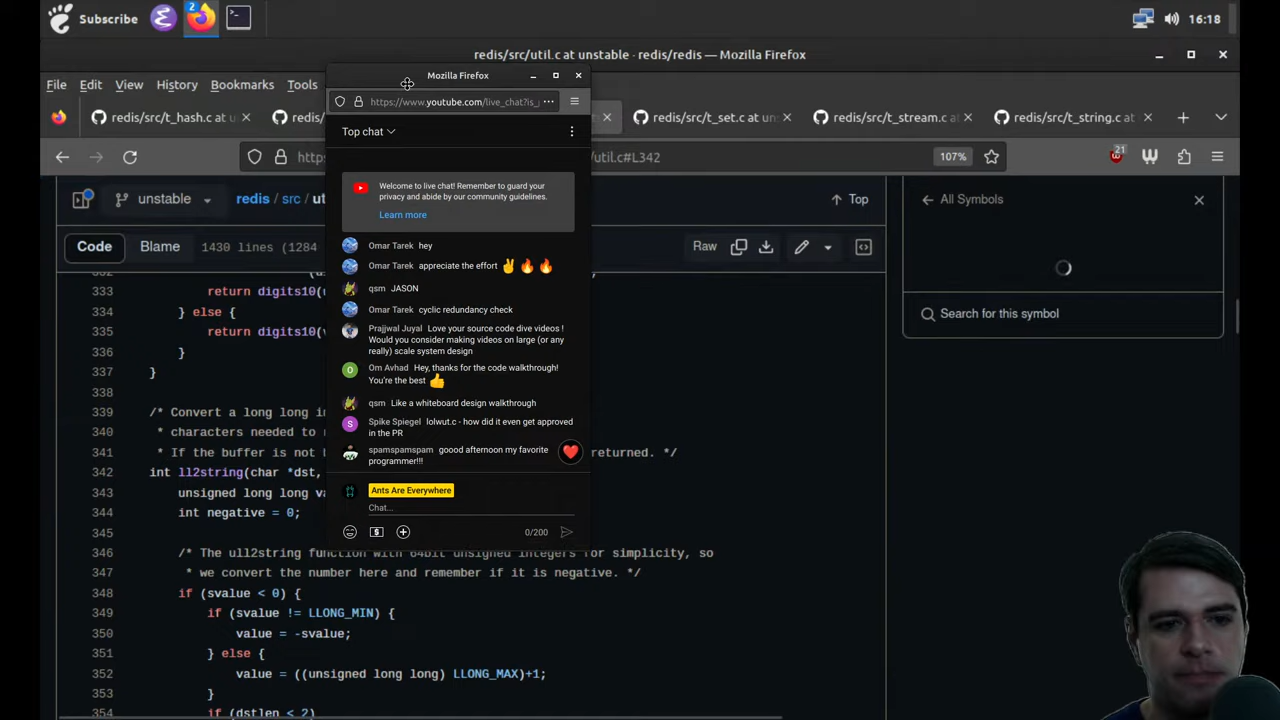 Subscribe
2
16:18
redis/src/util.c at unstable · redis/redis — Mozilla Firefox
File Edit View History Bookmarks Tools
Mozilla Firefox
https://www.youtube.com/live_chat?is_
redis/src/t_hash.c at u
redis/s
redis/src/t_set.c at unst
redis/src/t_stream.c at
redis/src/t_string.c at u
https:
util.c#L342
107%
21
Top chat
Welcome to live chat! Remember to guard your
privacy and abide by our community guidelines.
Learn more
Omar Tarek hey
Omar Tarek appreciate the effort ✌🔥🔥
qsm JASON
Omar Tarek cyclic redundancy check
Prajjwal Juyal Love your source code dive videos !
Would you consider making videos on large (or any
really) scale system design
Om Avhad Hey, thanks for the code walkthrough!
You're the best 👍
qsm Like a whiteboard design walkthrough
Spike Spiegel lolwut.c - how did it even get approved
in the PR
spamspamspam goood afternoon my favorite
programmer!!!
Ants Are Everywhere
Chat...
0/200
unstable
redis / src / ut
Top
All Symbols
Code Blame 1430 lines (1284
Raw
Search for this symbol
333 return digits10(
334 } else {
335 return digits10(v
336 }
337 }
338
339 /* Convert a long long in
340 * characters needed to r
341 * If the buffer is not b returned. */
342 int ll2string(char *dst,
343 unsigned long long va
344 int negative = 0;
345
346 /* The ull2string function with 64bit unsigned integers for simplicity, so
347 * we convert the number here and remember if it is negative. */
348 if (svalue < 0) {
349 if (svalue != LLONG_MIN) {
350 value = -svalue;
351 } else {
352 value = ((unsigned long long) LLONG_MAX)+1;
353 }
354 if (dstlen < 2)